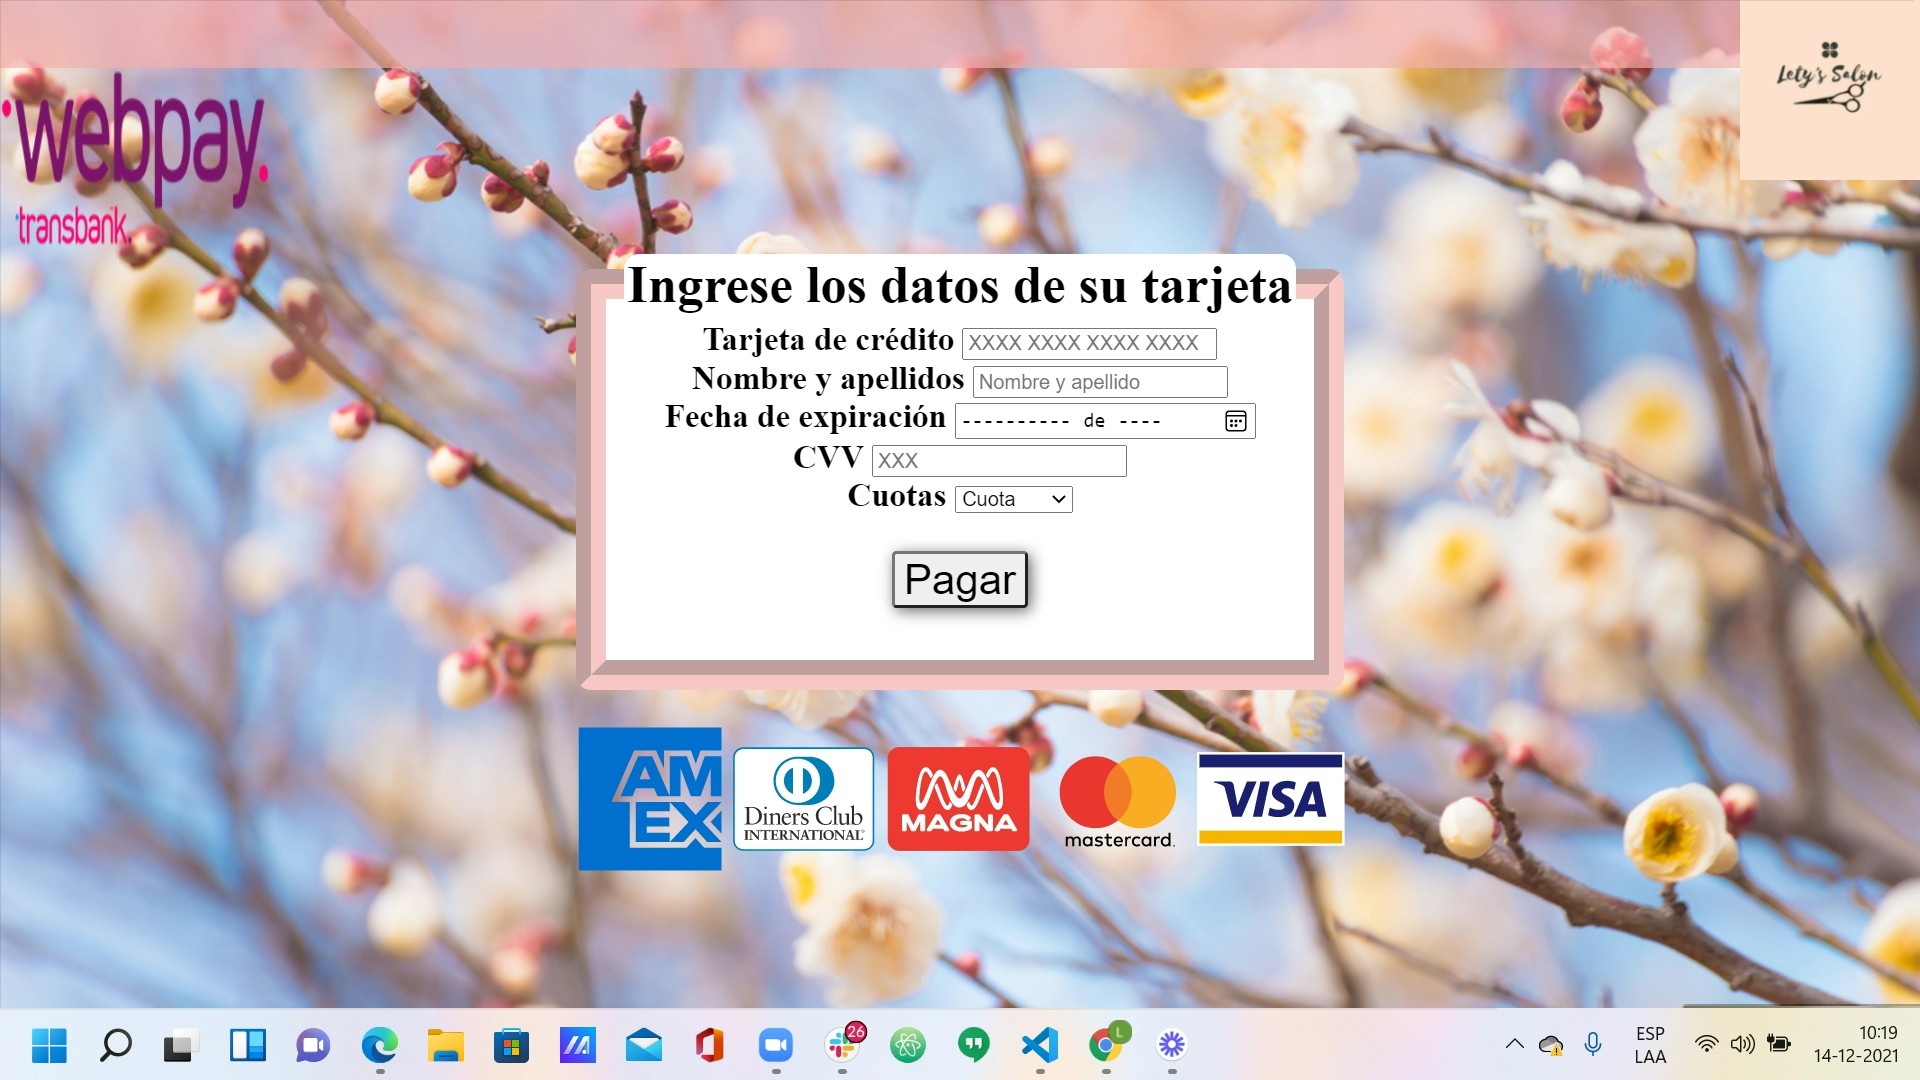 Lety's Salon
webpay.
transbank.
Ingrese los datos de su tarjeta
Tarjeta de crédito XXXX XXXX XXXX XXXX
Nombre y apellidos Nombre y apellido
Fecha de expiración ---------- de ----
CVV XXX
Cuotas Cuota
Pagar
AM
EX
Diners Club
INTERNATIONAL®
MAGNA
mastercard.
VISA
26
L
ESP
LAA
10:19
14-12-2021